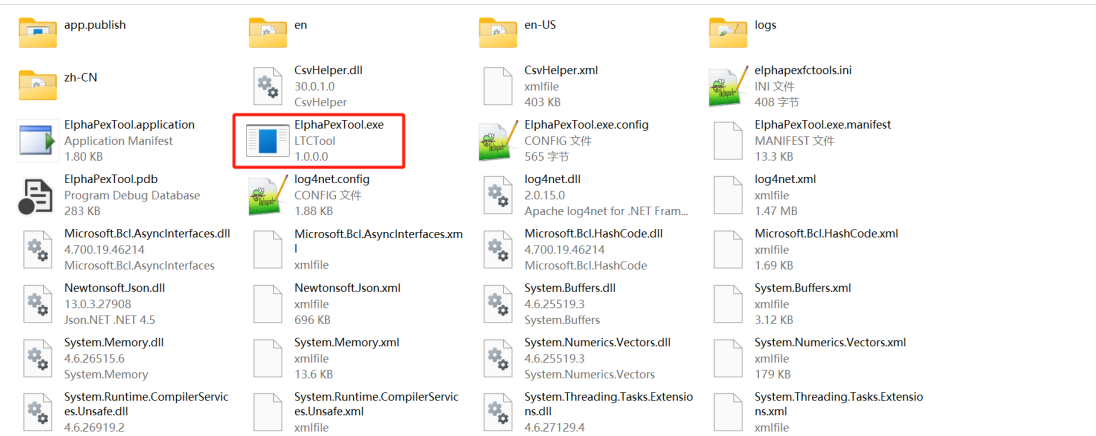 app.publish
en
en-US
logs
zh-CN
CsvHelper.dll
30.0.1.0
CsvHelper
CsvHelper.xml
xmlfile
403 KB
elphapexfctools.ini
INI 文件
408 字节
ElphaPexTool.application
Application Manifest
1.80 KB
ElphaPexTool.exe
LTCTool
1.0.0.0
ElphaPexTool.exe.config
CONFIG 文件
565 字节
ElphaPexTool.exe.manifest
MANIFEST 文件
13.3 KB
ElphaPexTool.pdb
Program Debug Database
283 KB
log4net.config
CONFIG 文件
1.88 KB
log4net.dll
2.0.15.0
Apache log4net for .NET Fram...
log4net.xml
xmlfile
1.47 MB
Microsoft.Bcl.AsyncInterfaces.dll
4.700.19.46214
Microsoft.Bcl.AsyncInterfaces
Microsoft.Bcl.AsyncInterfaces.xm
l
xmlfile
Microsoft.Bcl.HashCode.dll
4.700.19.46214
Microsoft.Bcl.HashCode
Microsoft.Bcl.HashCode.xml
xmlfile
1.69 KB
Newtonsoft.Json.dll
13.0.3.27908
Json.NET .NET 4.5
Newtonsoft.Json.xml
xmlfile
696 KB
System.Buffers.dll
4.6.25519.3
System.Buffers
System.Buffers.xml
xmlfile
3.12 KB
System.Memory.dll
4.6.26515.6
System.Memory
System.Memory.xml
xmlfile
13.6 KB
System.Numerics.Vectors.dll
4.6.25519.3
System.Numerics.Vectors
System.Numerics.Vectors.xml
xmlfile
179 KB
System.Runtime.CompilerServic
es.Unsafe.dll
4.6.26919.2
System.Runtime.CompilerServic
es.Unsafe.xml
xmlfile
System.Threading.Tasks.Extensio
ns.dll
4.6.27129.4
System.Threading.Tasks.Extensio
ns.xml
xmlfile